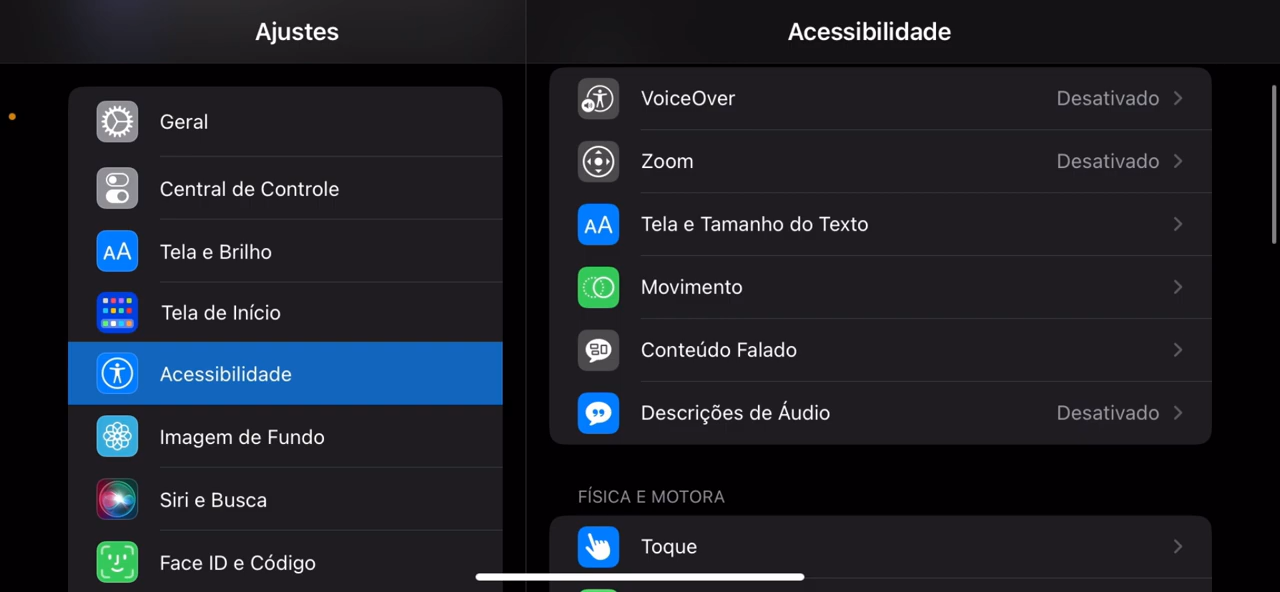 Ajustes
Geral
Central de Controle
Tela e Brilho
Tela de Início
Acessibilidade
Imagem de Fundo
Siri e Busca
Face ID e Código
Acessibilidade
VoiceOver Desativado
Zoom Desativado
Tela e Tamanho do Texto
Movimento
Conteúdo Falado
Descrições de Áudio Desativado
FÍSICA E MOTORA
Toque